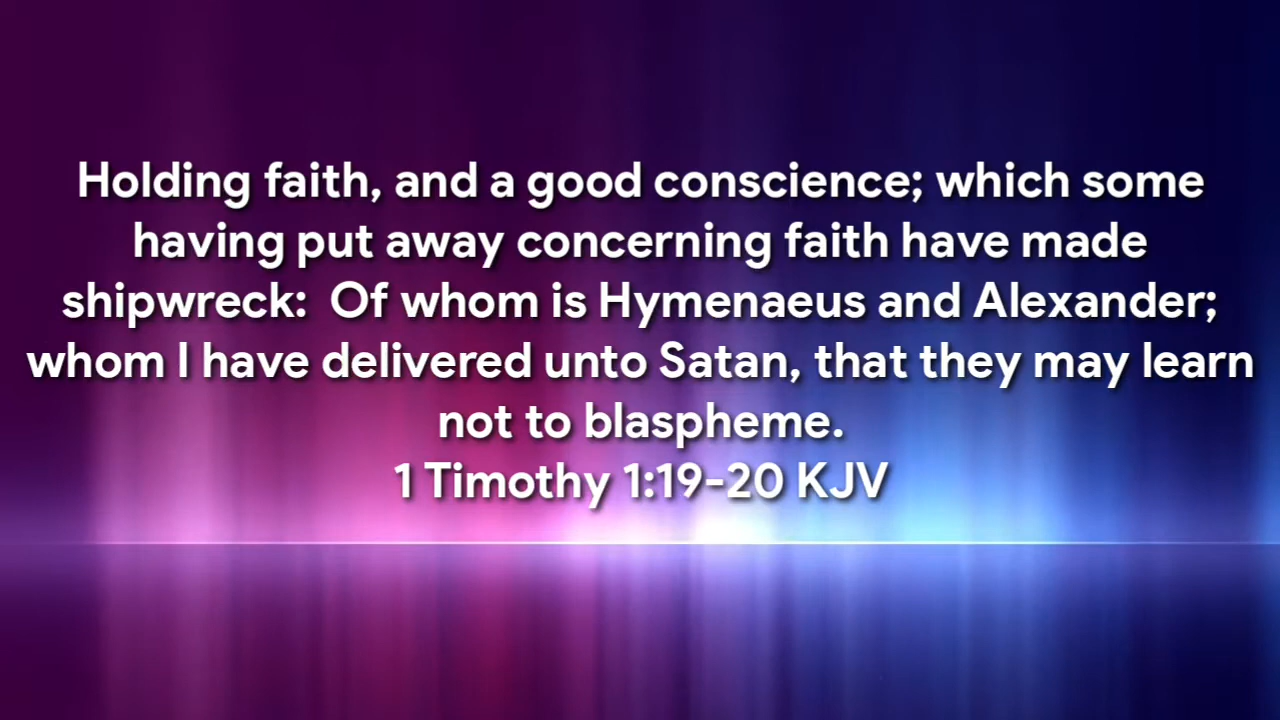 Holding faith, and a good conscience; which some
having put away concerning faith have made
shipwreck:  Of whom is Hymenaeus and Alexander;
whom I have delivered unto Satan, that they may learn
not to blaspheme.
1 Timothy 1:19-20 KJV